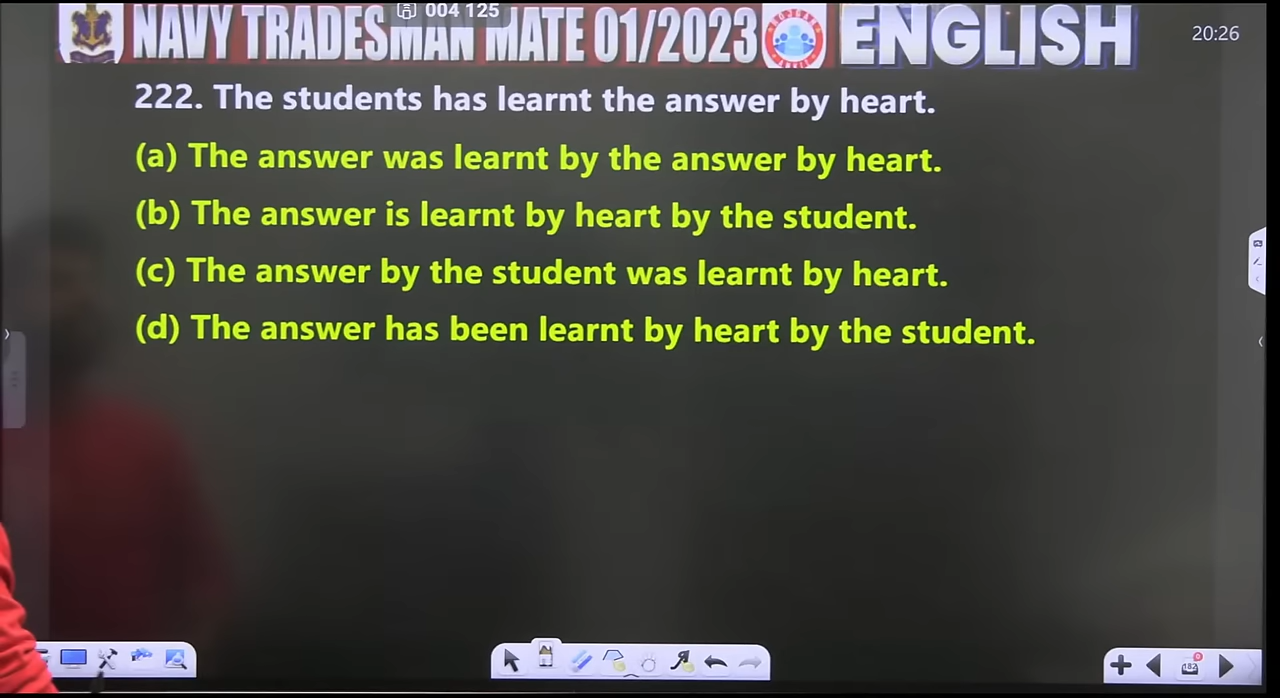 004 125
NAVY TRADESMAN MATE 01/2023 ENGLISH
20:26
222. The students has learnt the answer by heart.
(a) The answer was learnt by the answer by heart.
(b) The answer is learnt by heart by the student.
(c) The answer by the student was learnt by heart.
(d) The answer has been learnt by heart by the student.
182